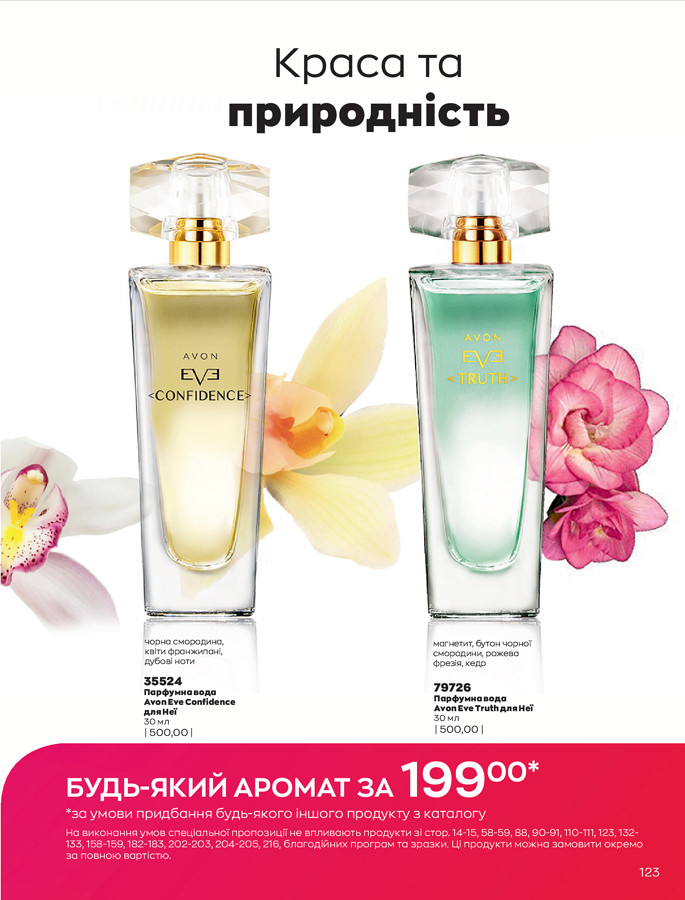 Краса та
природність
AVON
EVE
<CONFIDENCE>
AVON
EVE
<TRUTH>
чорна смородина,
квіти франжипані,
дубові ноти
35524
Парфумна вода
Avon Eve Confidence
для Неї
30 мл
| 500,00 |
магнетит, бутон чорної
смородини, рожева
фрезія, кедр
79726
Парфумна вода
Avon Eve Truth для Неї
30 мл
| 500,00 |
БУДЬ-ЯКИЙ АРОМАТ ЗА 199⁰⁰*
*за умови придбання будь-якого іншого продукту з каталогу
На виконання умов спеціальної пропозиції не впливають продукти зі стор. 14-15, 58-59, 88, 90-91, 110-111, 123, 132-
133, 158-159, 182-183, 202-203, 204-205, 216, благодійних програм та зразки. Ці продукти можна замовити окремо
за повною вартістю.
123